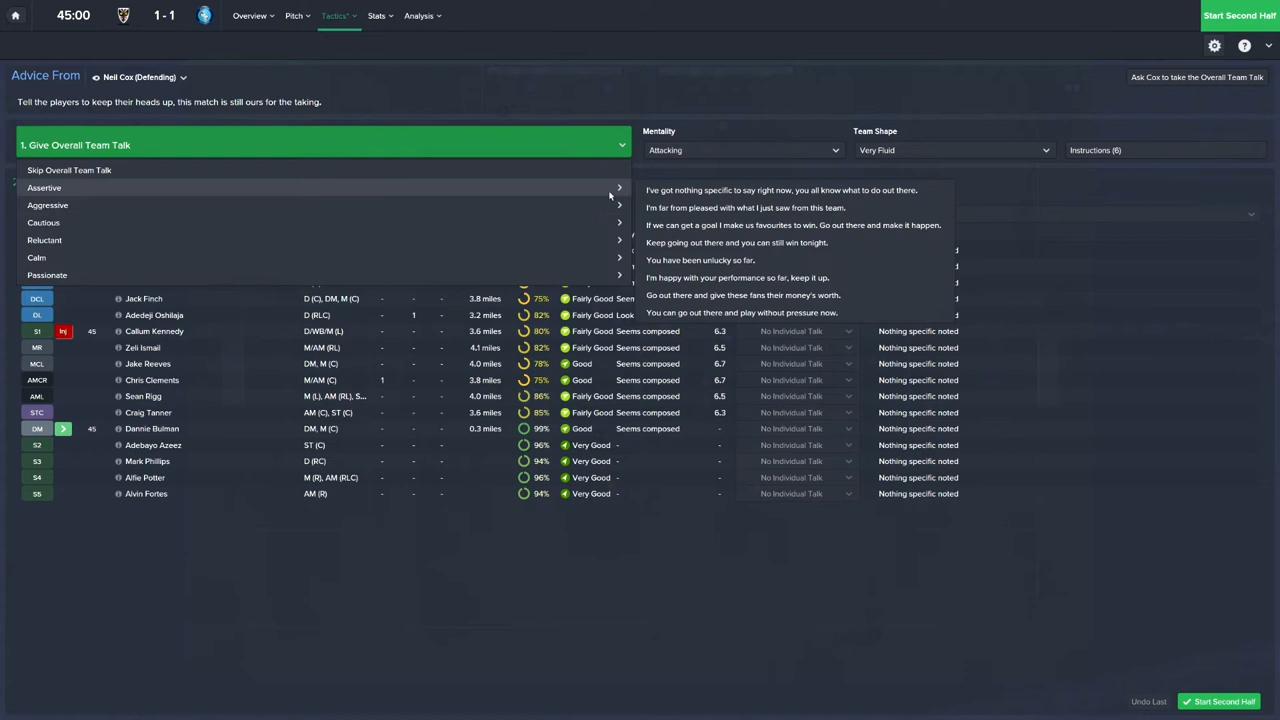 45:00 1 - 1 Overview Pitch Tactics* Stats Analysis Start Second Half
Advice From Neil Cox (Defending) Ask Cox to take the Overall Team Talk
Tell the players to keep their heads up, this match is still ours for the taking.
Mentality Team Shape
1. Give Overall Team Talk Attacking Very Fluid Instructions (6)
Skip Overall Team Talk
Assertive I've got nothing specific to say right now, you all know what to do out there.
Aggressive I'm far from pleased with what I just saw from this team.
Cautious If we can get a goal I make us favourites to win. Go out there and make it happen.
Reluctant Keep going out there and you can still win tonight.
Calm You have been unlucky so far.
Passionate I'm happy with your performance so far, keep it up.
Go out there and give these fans their money's worth.
You can go out there and play without pressure now.
DCL Jack Finch D (C), DM, M (C) - - - 3.8 miles 75% Fairly Good
DL Adedeji Oshilaja D (RLC) - 1 - 3.2 miles 82% Fairly Good Look
S1 Inj 45 Callum Kennedy D/WB/M (L) - - - 3.6 miles 80% Fairly Good Seems composed 6.3 No Individual Talk Nothing specific noted
MR Zeli Ismail M/AM (RL) - - - 4.1 miles 82% Fairly Good Seems composed 6.5 No Individual Talk Nothing specific noted
MCL Jake Reeves DM, M (C) - - - 4.0 miles 78% Good Seems composed 6.7 No Individual Talk Nothing specific noted
AMCR Chris Clements M/AM (C) 1 - - 3.8 miles 75% Good Seems composed 6.7 No Individual Talk Nothing specific noted
AML Sean Rigg M (L), AM (RL), S... - - - 4.0 miles 86% Fairly Good Seems composed 6.5 No Individual Talk Nothing specific noted
STC Craig Tanner AM (C), ST (C) - - - 3.6 miles 85% Fairly Good Seems composed 6.3 No Individual Talk Nothing specific noted
DM 45 Dannie Bulman DM, M (C) - - - 0.3 miles 99% Good Seems composed - No Individual Talk Nothing specific noted
S2 Adebayo Azeez ST (C) - - - 96% Very Good - - No Individual Talk Nothing specific noted
S3 Mark Phillips D (RC) - - - 94% Very Good - - No Individual Talk Nothing specific noted
S4 Alfie Potter M (R), AM (RLC) - - - 96% Very Good - - No Individual Talk Nothing specific noted
S5 Alvin Fortes AM (R) - - - 94% Very Good - - No Individual Talk Nothing specific noted
Undo Last Start Second Half